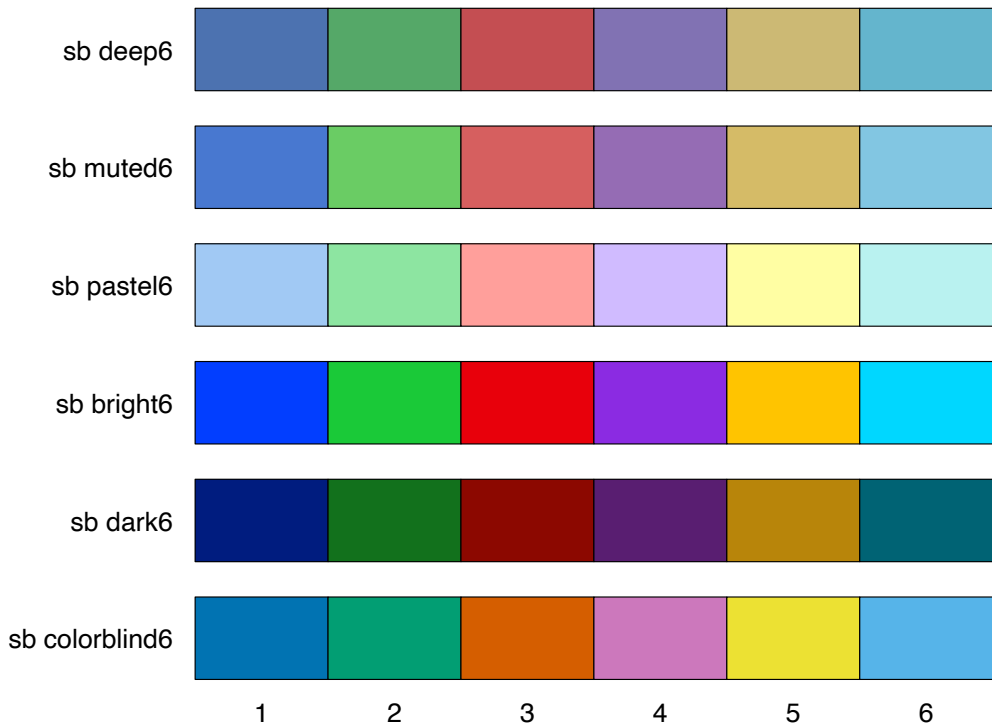 sb deep6
sb muted6
sb pastel6
sb bright6
sb dark6
sb colorblind6
1 2 3 4 5 6